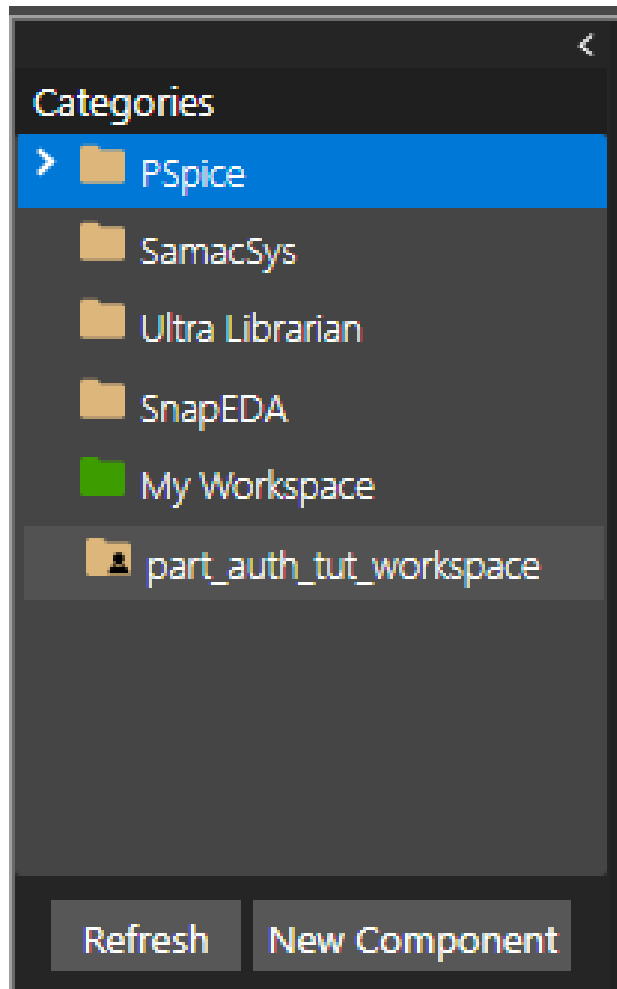 Categories
PSpice
SamacSys
Ultra Librarian
SnapEDA
My Workspace
part_auth_tut_workspace
Refresh New Component